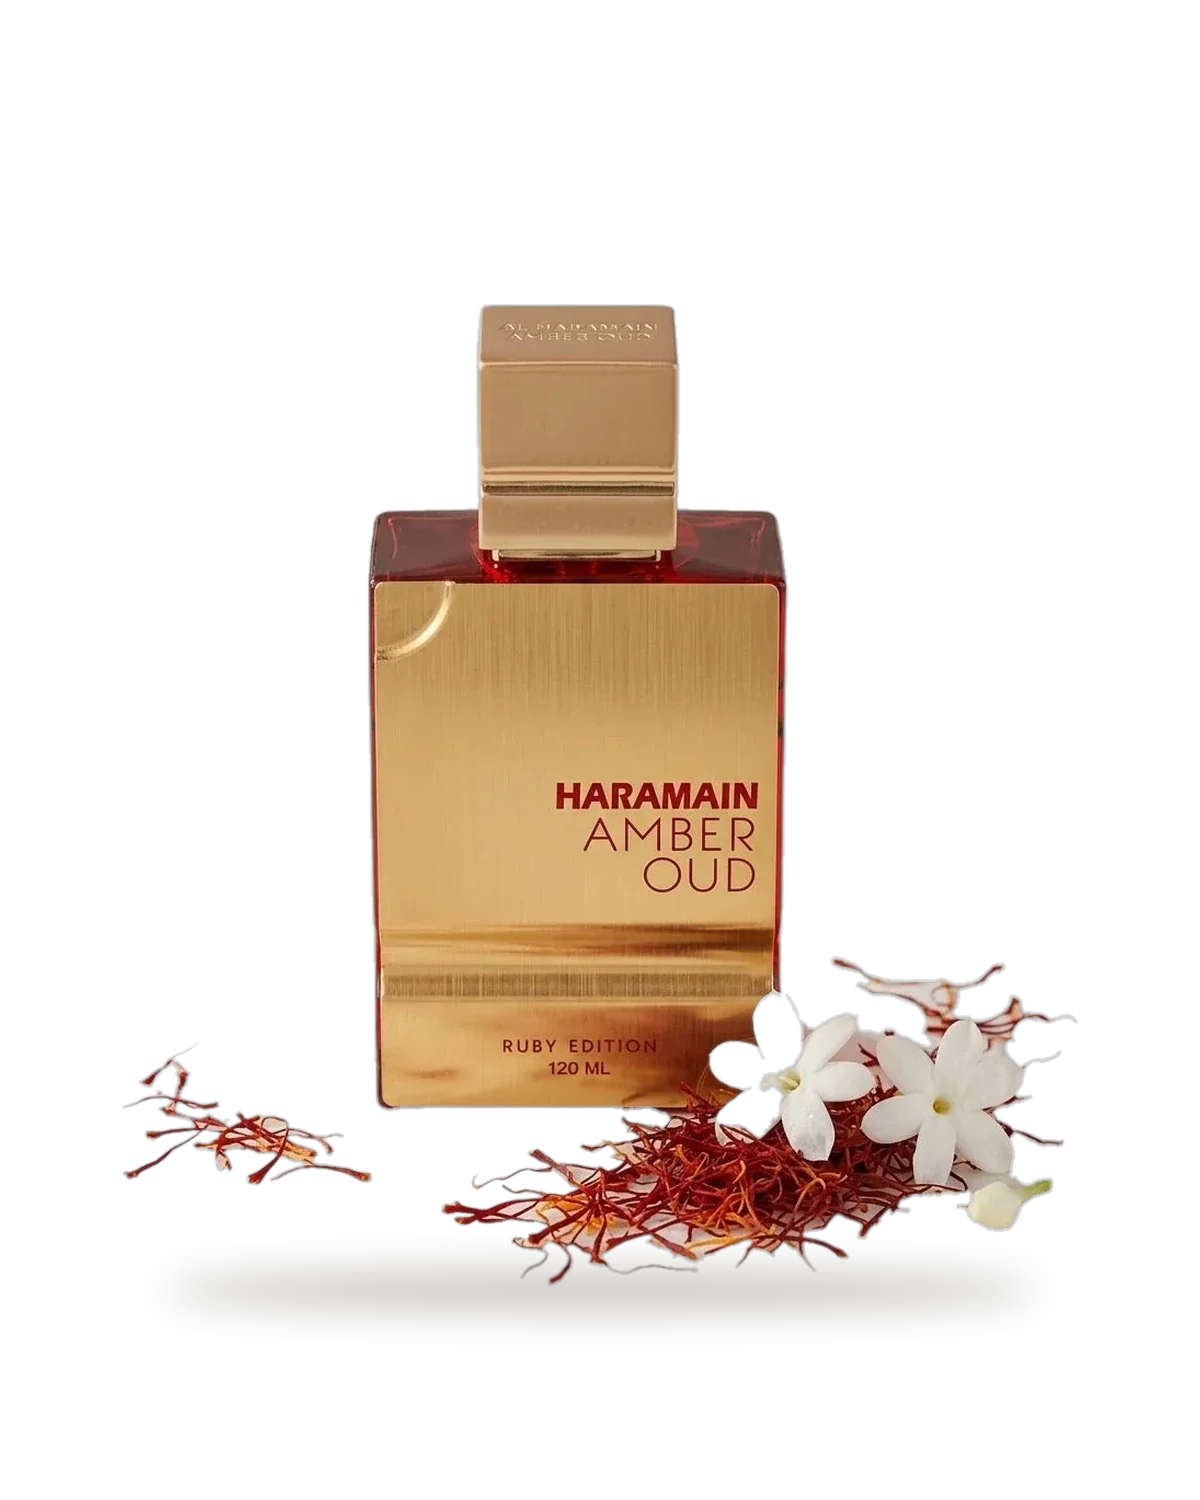 AL HARAMAIN
AMBER OUD
HARAMAIN
AMBER
OUD
RUBY EDITION
120 ML